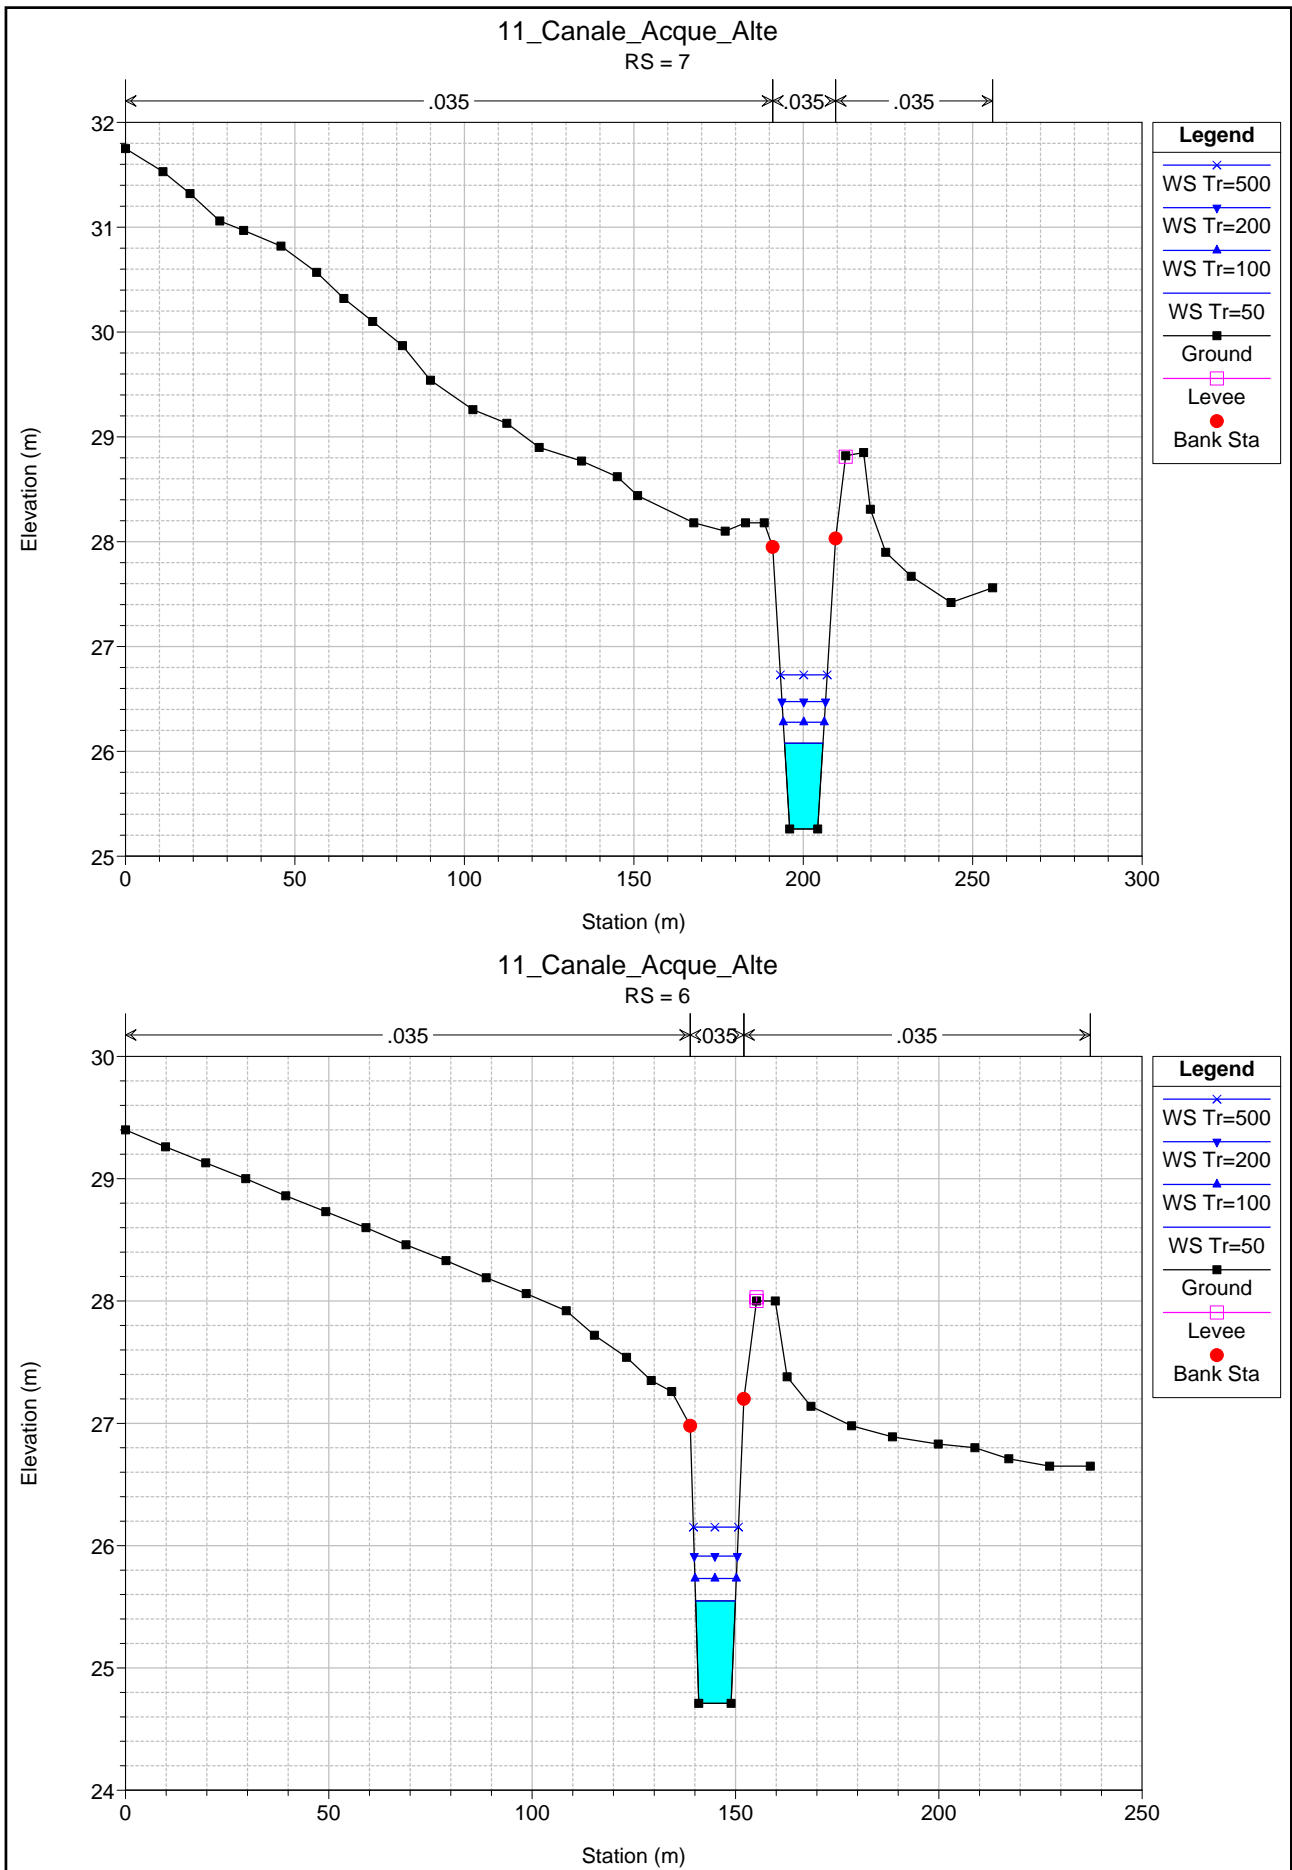 11_Canale_Acque_Alte
RS = 7
.035 .035 .035
32
31
30
29
28
27
26
25
Elevation (m)
0 50 100 150 200 250 300
Station (m)
Legend
WS Tr=500
WS Tr=200
WS Tr=100
WS Tr=50
Ground
Levee
Bank Sta
11_Canale_Acque_Alte
RS = 6
.035 .035 .035
30
29
28
27
26
25
24
Elevation (m)
0 50 100 150 200 250
Station (m)
Legend
WS Tr=500
WS Tr=200
WS Tr=100
WS Tr=50
Ground
Levee
Bank Sta